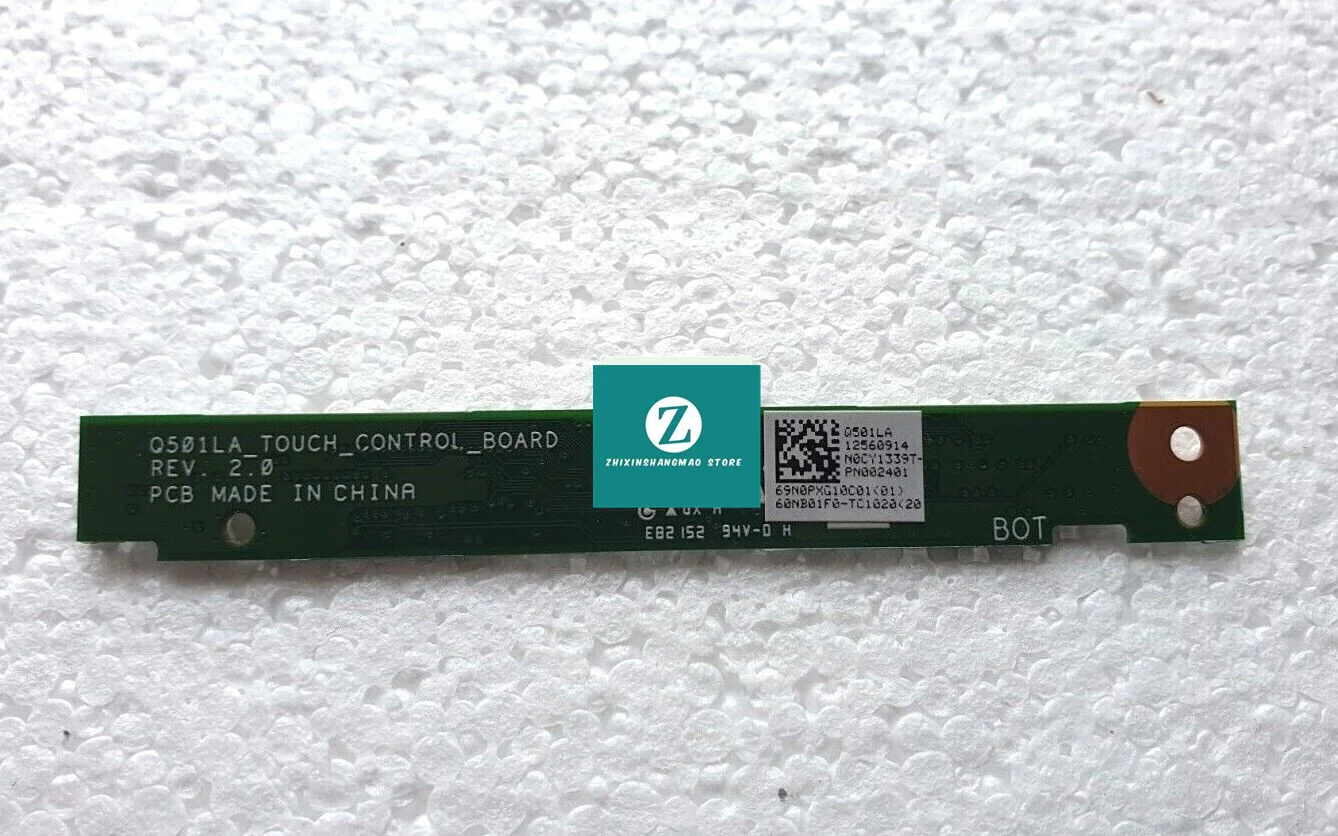 Q501LA_TOUCH_CONTROL_BOARD
REV. 2.0
PCB MADE IN CHINA
Z
ZHIXINSHANGMAO STORE
Q501LA
12560914
N0CY1339T-
PN002401
69N0PXG10C01(01)
60NB01F0-TC1020(20
E82152 94V-0 H
BOT